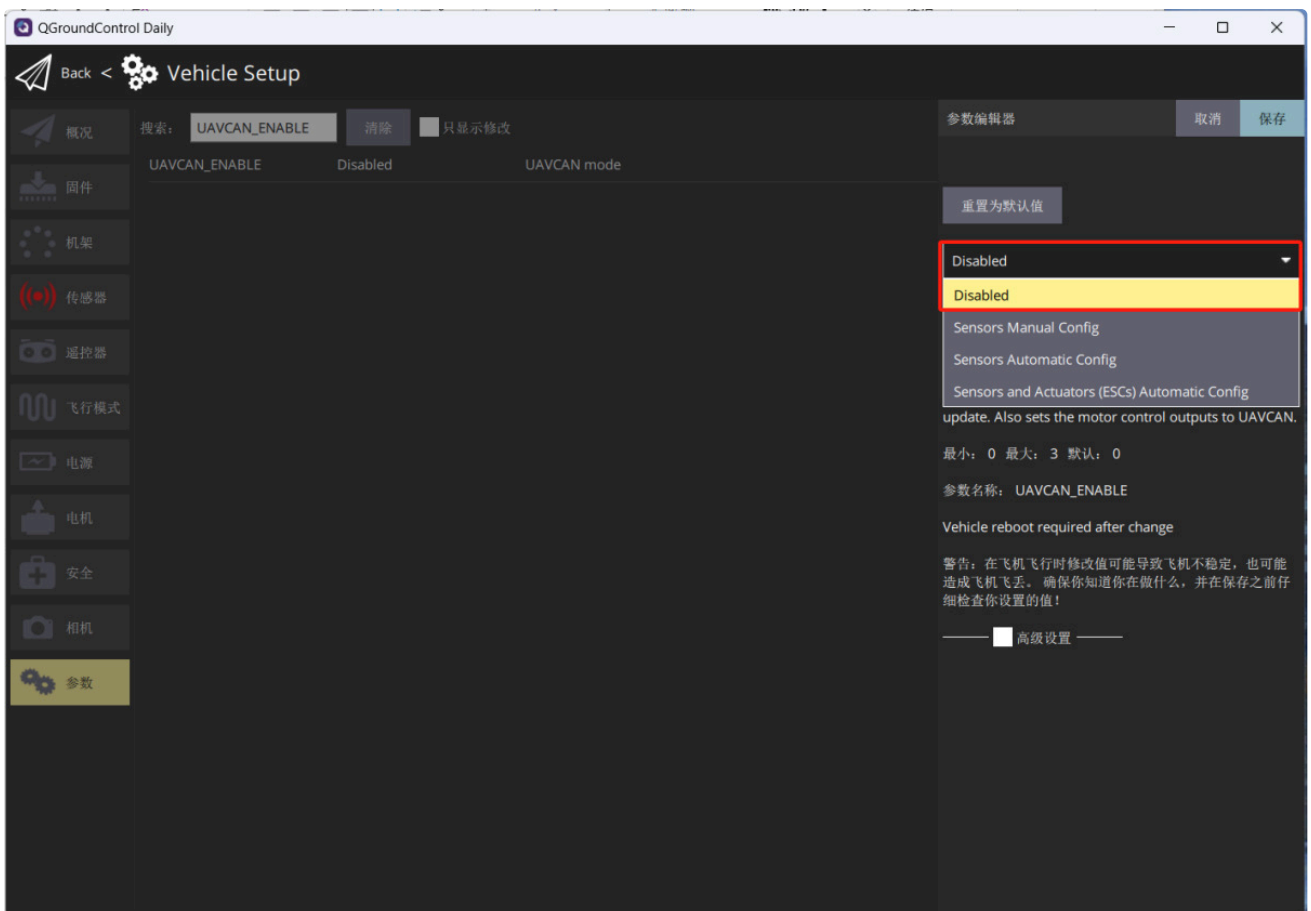 QGroundControl Daily
Back < Vehicle Setup
概况
固件
机架
传感器
遥控器
飞行模式
电源
电机
安全
相机
参数
搜索： UAVCAN_ENABLE 清除 只显示修改
UAVCAN_ENABLE Disabled UAVCAN mode
参数编辑器 取消 保存
重置为默认值
Disabled
Disabled
Sensors Manual Config
Sensors Automatic Config
Sensors and Actuators (ESCs) Automatic Config
update. Also sets the motor control outputs to UAVCAN.
最小： 0 最大： 3 默认： 0
参数名称： UAVCAN_ENABLE
Vehicle reboot required after change
警告：在飞机飞行时修改值可能导致飞机不稳定，也可能
造成飞机飞丢。 确保你知道你在做什么，并在保存之前仔
细检查你设置的值！
高级设置